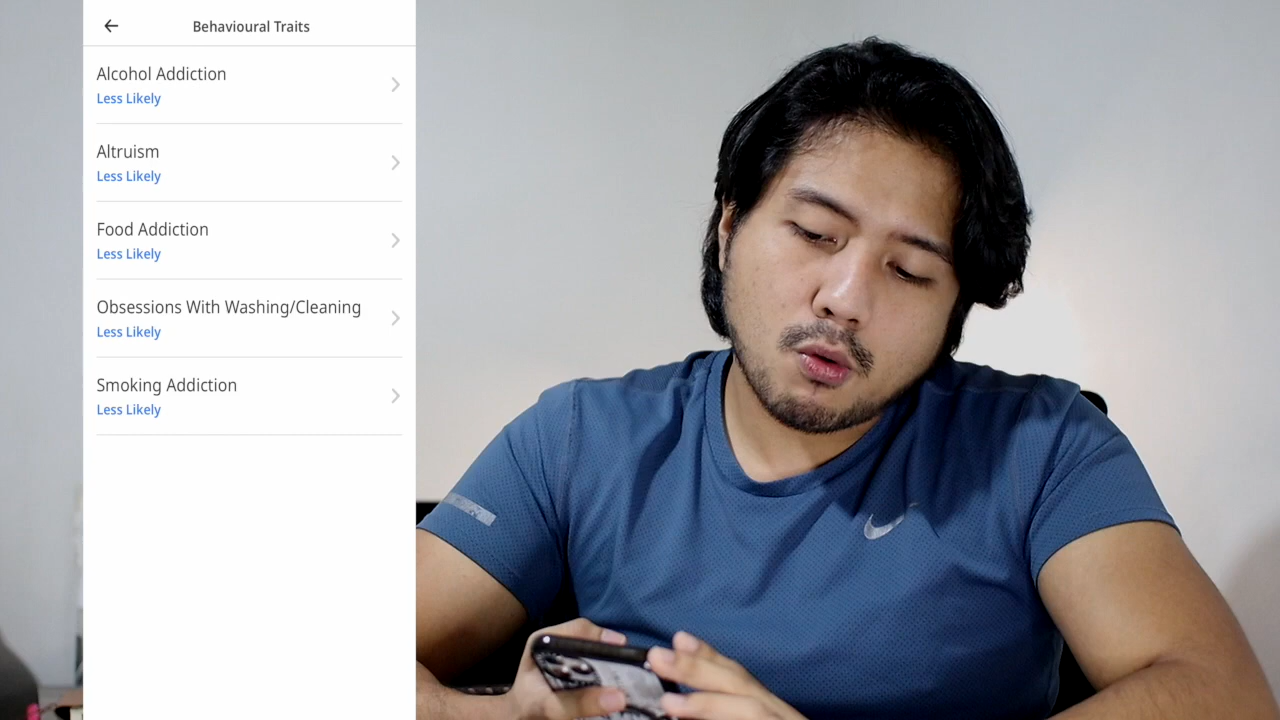 Behavioural Traits
Alcohol Addiction
Less Likely
Altruism
Less Likely
Food Addiction
Less Likely
Obsessions With Washing/Cleaning
Less Likely
Smoking Addiction
Less Likely